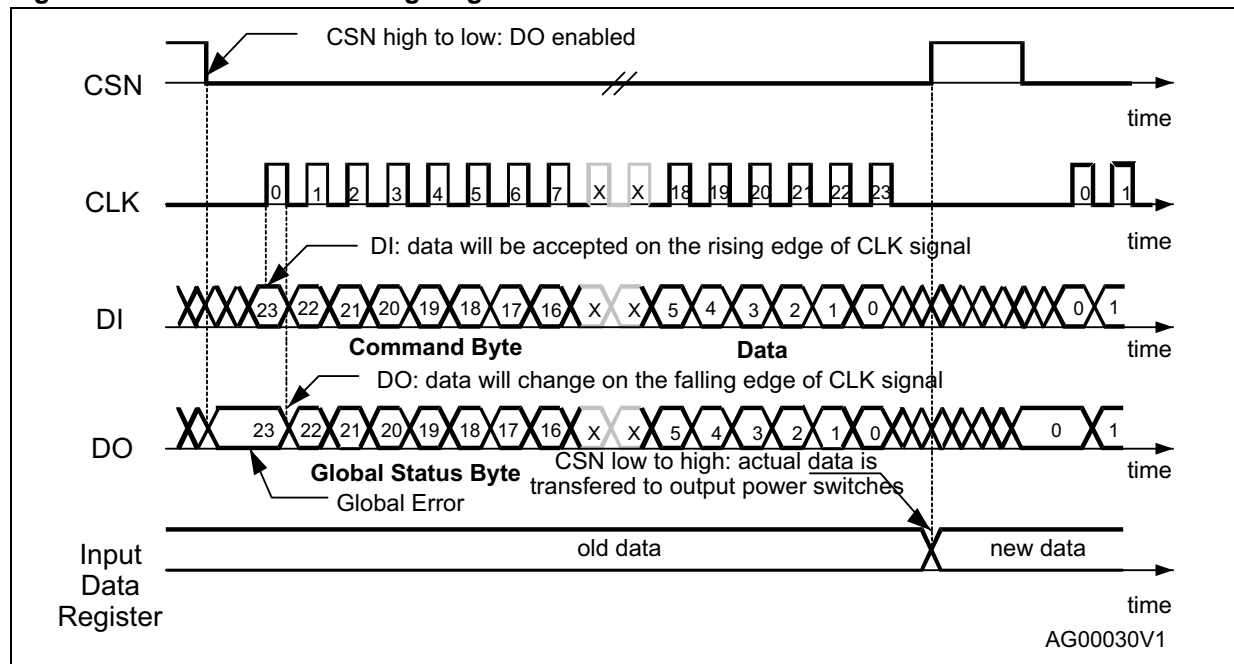 CSN high to low: DO enabled
CSN
time
0 1 2 3 4 5 6 7 X X 18 19 20 21 22 23 0 1
CLK
time
DI: data will be accepted on the rising edge of CLK signal
23 22 21 20 19 18 17 16 X X 5 4 3 2 1 0 0 1
DI
Command Byte Data
time
DO: data will change on the falling edge of CLK signal
23 22 21 20 19 18 17 16 X X 5 4 3 2 1 0 0 1
DO
Global Status Byte
CSN low to high: actual data is
transfered to output power switches
time
Global Error
old data new data
Input
Data
Register
time
AG00030V1